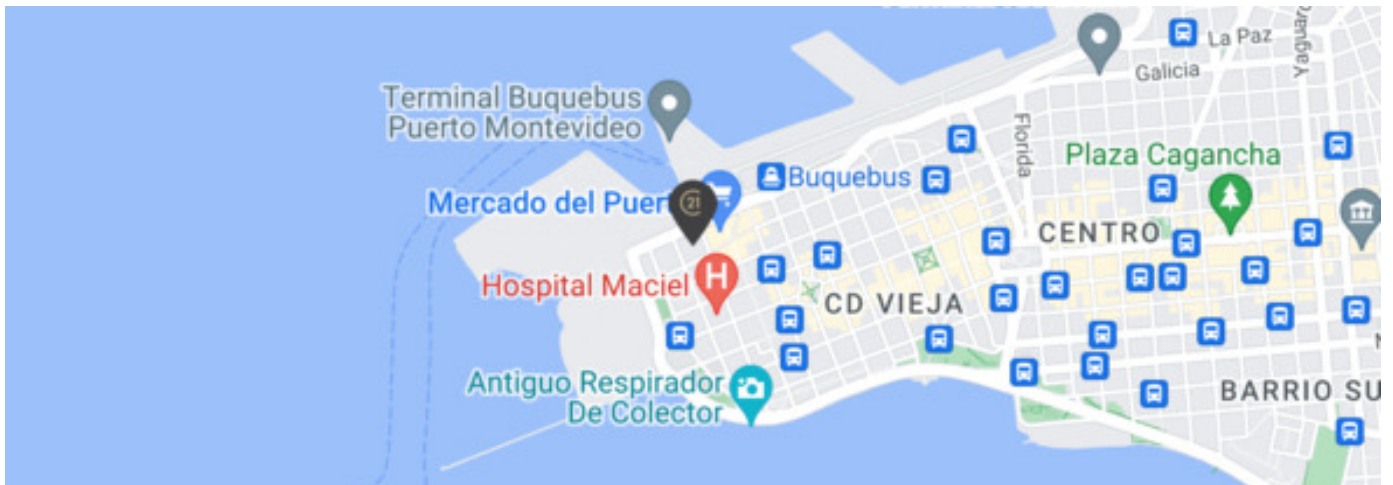 La Paz
Galicia
Terminal Buquebus
Puerto Montevideo
Florida
Plaza Cagancha
Buquebus
Mercado del Puer
21
CENTRO
Hospital Maciel
H
CD VIEJA
Antiguo Respirador
De Colector
BARRIO SU